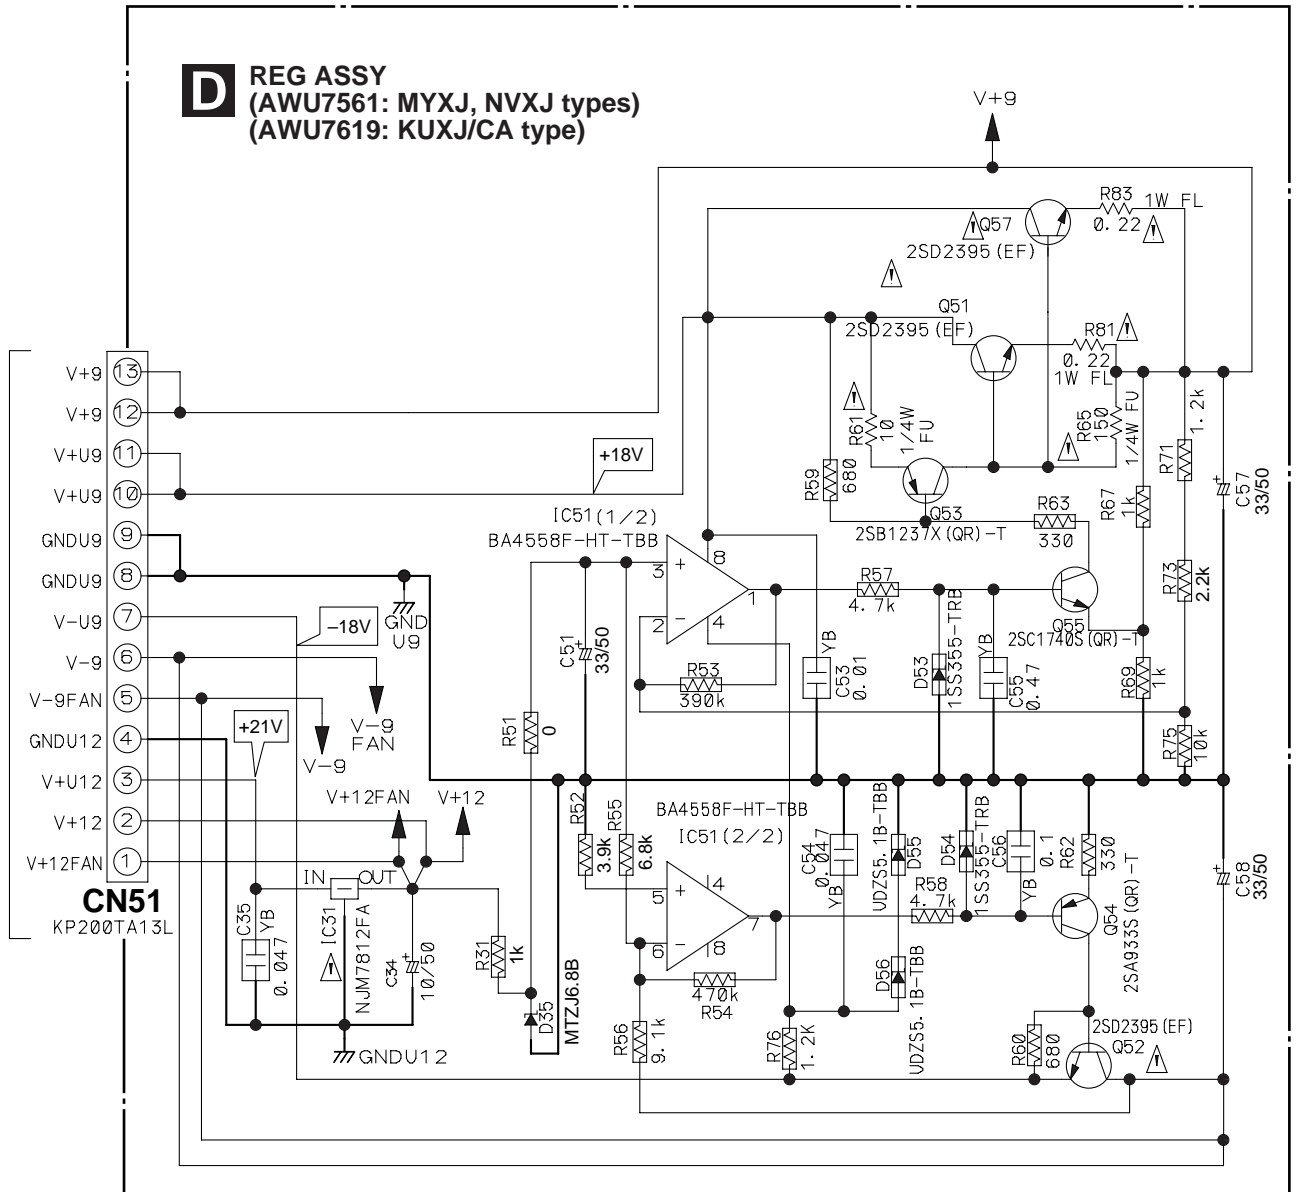 D
REG ASSY
(AWU7561: MYXJ, NVXJ types)
(AWU7619: KUXJ/CA type)
V+9
R83
1W FL
0.22
Q57
2SD2395(EF)
Q51
2SD2395(EF)
R81
0.22
1W FL
R61
10
1/4W
FU
R65
150
1/4W FU
R71
1.2k
V+9
13
V+9
12
V+U9
11
V+U9
10
GNDU9
9
GNDU9
8
V-U9
7
V-9
6
V-9FAN
5
GNDU12
4
V+U12
3
V+12
2
V+12FAN
1
CN51
KP200TA13L
+18V
–18V
+21V
R59
680
Q53
2SB1237X(QR)-T
R63
330
R67
1k
C57
33/50
IC51(1/2)
BA4558F-HT-TBB
3
+
2
−
8
4
1
R57
4.7k
R73
2.2k
Q55
2SC1740S(QR)-T
GND
U9
C51
33/50
R53
390k
YB
C53
0.01
D53
1SS355-TRB
YB
C55
0.47
R69
1k
R51
0
R75
10k
V-9
FAN
V-9
V+12FAN
V+12
R52
3.9k
R55
6.8k
BA4558F-HT-TBB
IC51(2/2)
5
+
6
−
4
8
7
C54
0.047
YB
UDZS5.1B-TBB
D55
D54
1SS355-TRB
C56
0.1
YB
R62
330
C58
33/50
R58
4.7k
Q54
2SA933S(QR)-T
IN
OUT
C35
YB
0.047
IC31
NJM7812FA
C34
10/50
R31
1k
D35
MTZJ6.8B
470k
R54
D56
UDZS5.1B-TBB
R56
9.1k
R76
1.2K
R60
680
2SD2395(EF)
Q52
GNDU12